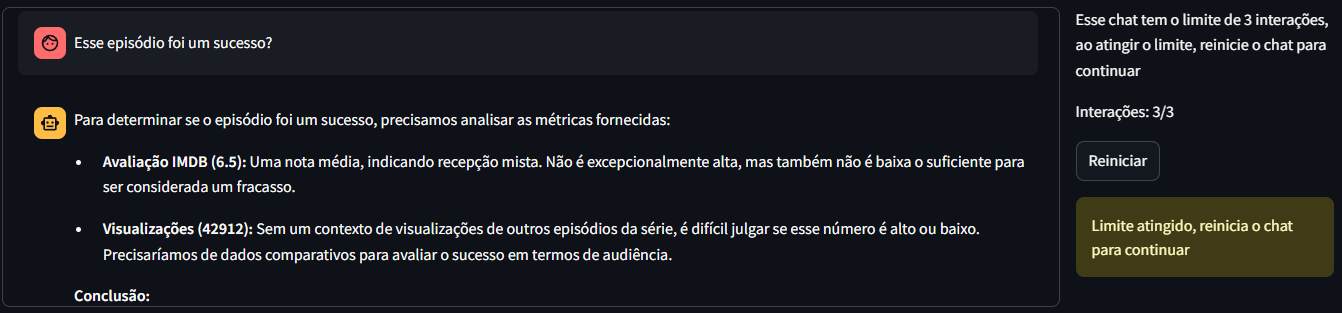 Esse episódio foi um sucesso?
Para determinar se o episódio foi um sucesso, precisamos analisar as métricas fornecidas:
• Avaliação IMDB (6.5): Uma nota média, indicando recepção mista. Não é excepcionalmente alta, mas também não é baixa o suficiente para
ser considerada um fracasso.
• Visualizações (42912): Sem um contexto de visualizações de outros episódios da série, é difícil julgar se esse número é alto ou baixo.
Precisaríamos de dados comparativos para avaliar o sucesso em termos de audiência.
Conclusão:
Esse chat tem o limite de 3 interações,
ao atingir o limite, reinicie o chat para
continuar
Interações: 3/3
Reiniciar
Limite atingido, reinicia o chat
para continuar